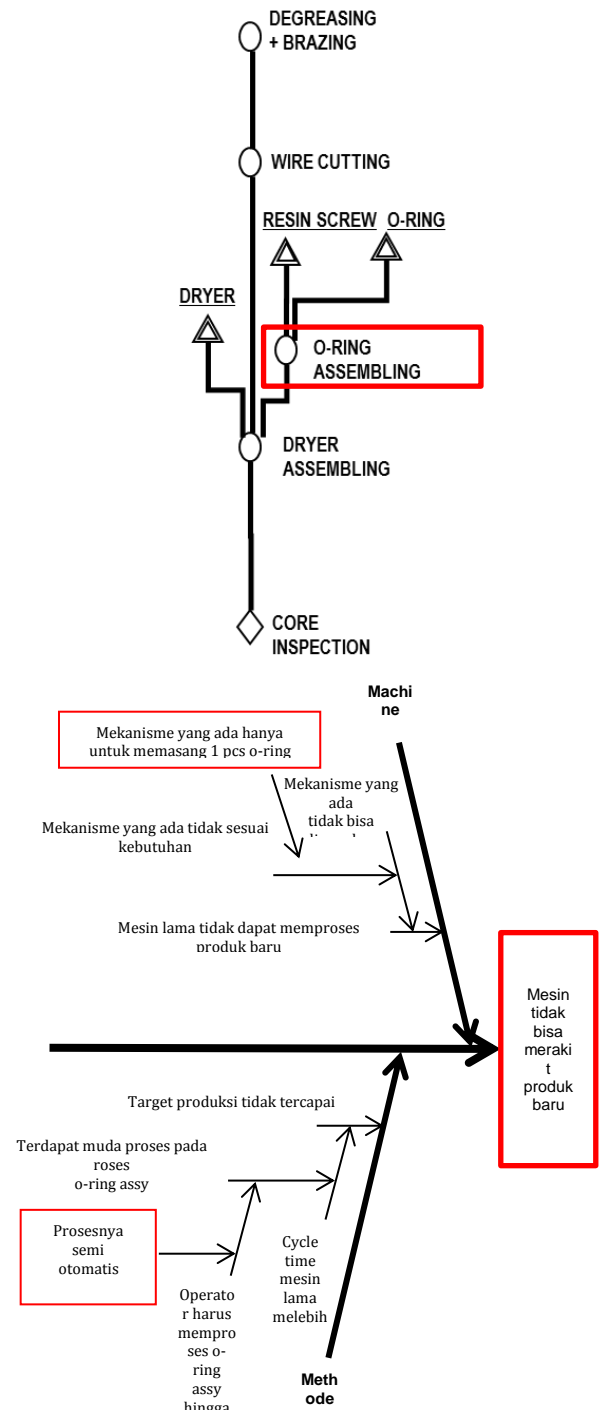 DEGREASING
+ BRAZING
WIRE CUTTING
RESIN SCREW O-RING
DRYER
O-RING
ASSEMBLING
DRYER
ASSEMBLING
CORE
INSPECTION
Machi
ne
Mekanisme yang ada hanya
untuk memasang 1 pcs o-ring
Mekanisme yang
ada
tidak bisa
Mekanisme yang ada tidak sesuai
kebutuhan
Mesin lama tidak dapat memproses
produk baru
Mesin
tidak
bisa
meraki
t
produk
baru
Target produksi tidak tercapai
Terdapat muda proses pada
roses
o-ring assy
Prosesnya
semi
otomatis
Cycle
time
mesin
lama
melebih
Operato
r harus
mempro
ses o-
ring
assy
hingga
Meth
ode